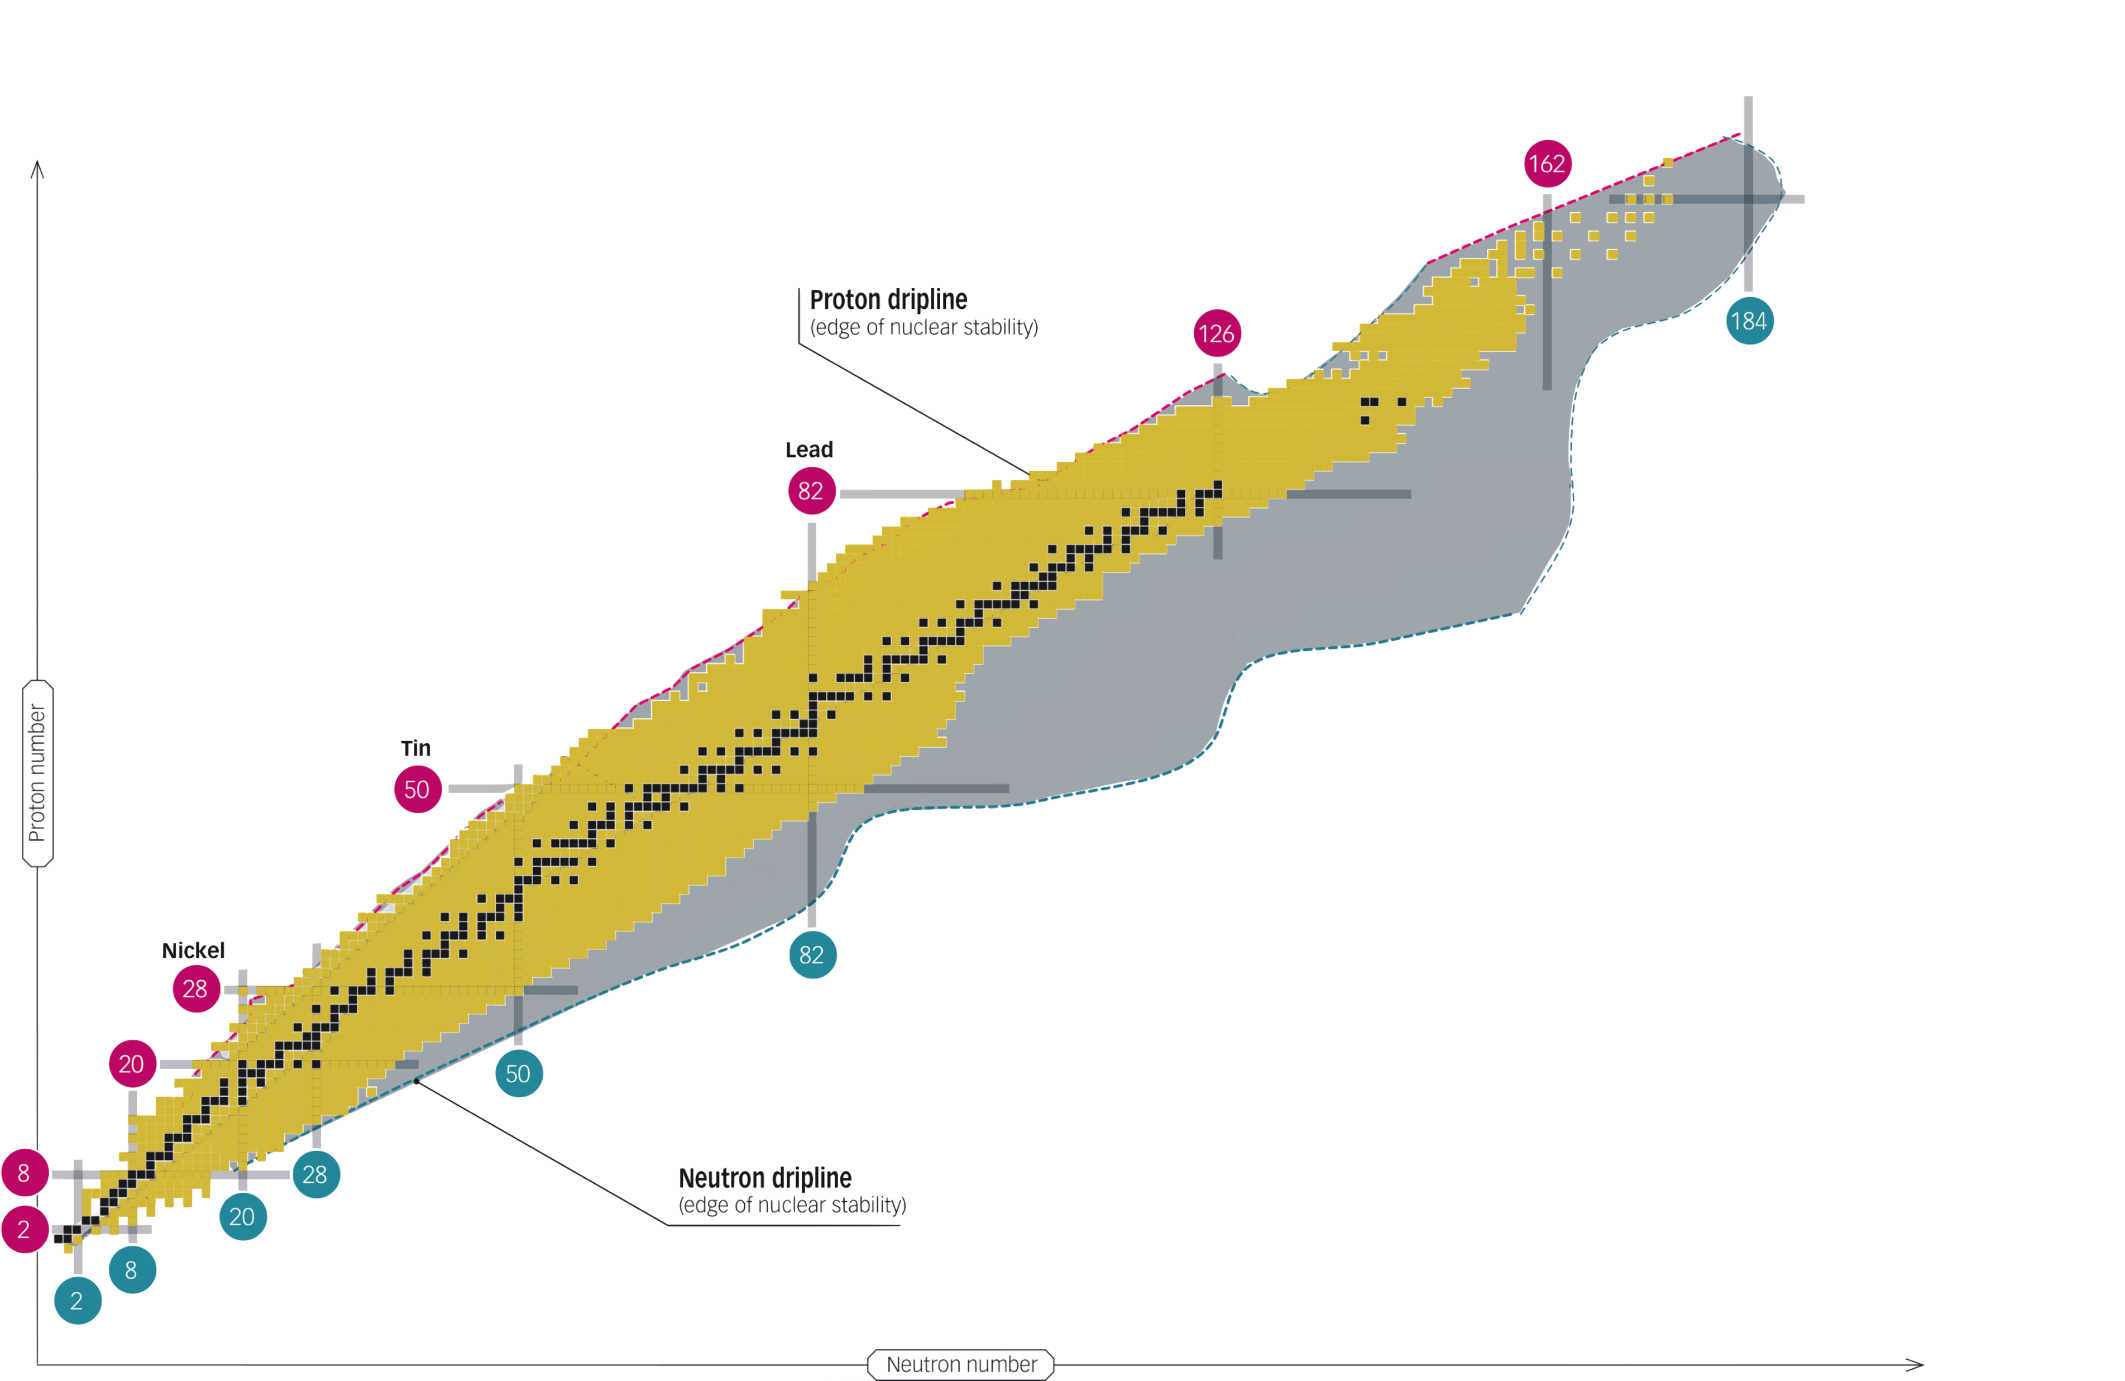 162
184
Proton dripline
(edge of nuclear stability)
126
Lead
82
Tin
50
Proton number
Nickel
28
82
20
50
8
28
Neutron dripline
(edge of nuclear stability)
20
2
8
2
Neutron number